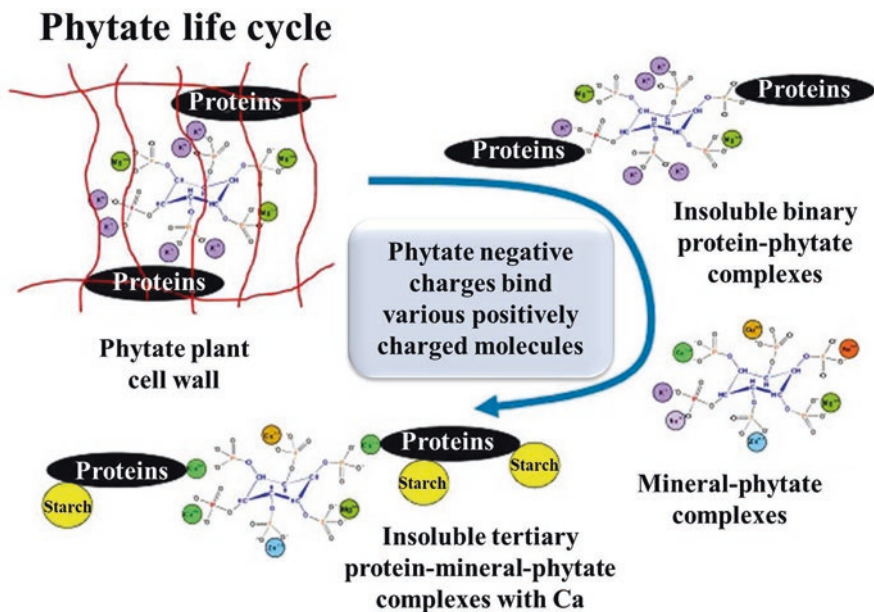 Phytate life cycle
Proteins
Proteins
Phytate plant
cell wall
Proteins
Proteins
Insoluble binary
protein-phytate
complexes
Phytate negative
charges bind
various positively
charged molecules
Mineral-phytate
complexes
Proteins
Starch
Proteins
Starch
Starch
Insoluble tertiary
protein-mineral-phytate
complexes with Ca